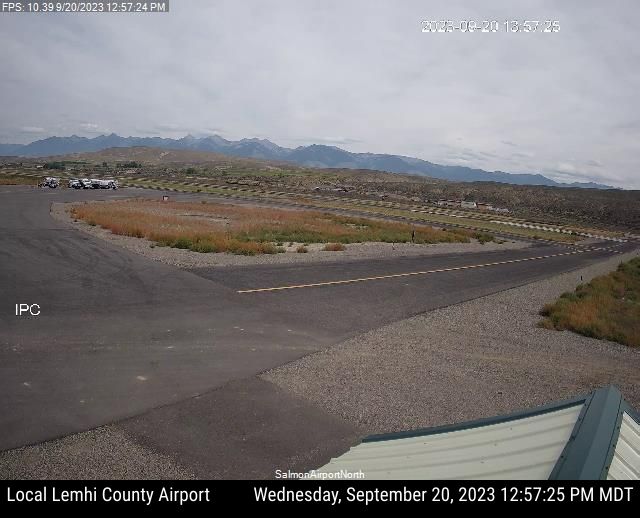 FPS: 10.39 9/20/2023 12:57:24 PM
2023-09-20 13:57:25
IPC
SalmonAirportNorth
Local Lemhi County Airport Wednesday, September 20, 2023 12:57:25 PM MDT